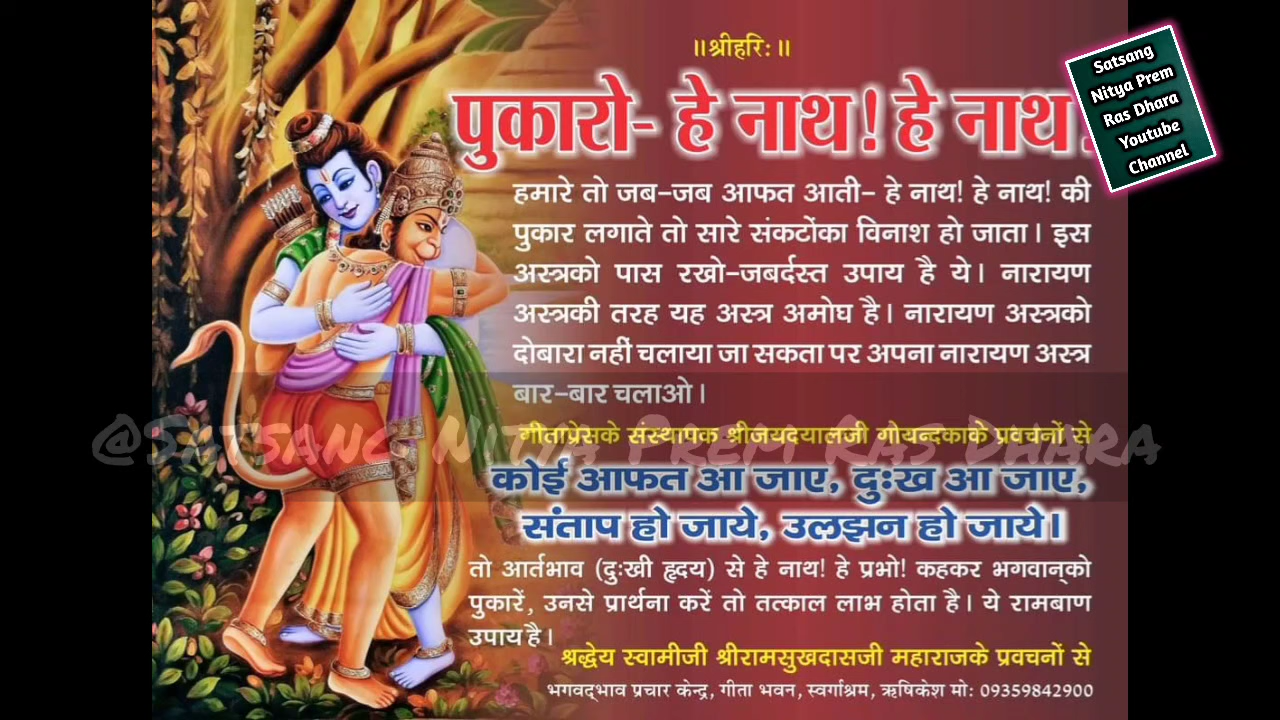 ॥श्रीहरिः॥
पुकारो- हे नाथ! हे नाथ!
Satsang
Nitya Prem
Ras Dhara
Youtube
Channel
हमारे तो जब-जब आफत आती- हे नाथ! हे नाथ! की
पुकार लगाते तो सारे संकटोंका विनाश हो जाता। इस
अस्त्रको पास रखो-जबर्दस्त उपाय है ये। नारायण
अस्त्रकी तरह यह अस्त्र अमोघ है। नारायण अस्त्रको
दोबारा नहीं चलाया जा सकता पर अपना नारायण अस्त्र
बार-बार चलाओ।
@Satsang Nitya Prem Ras Dhara
गीताप्रेसके संस्थापक श्रीजयदयालजी गोयन्दकाके प्रवचनों से
कोई आफत आ जाए, दुःख आ जाए,
संताप हो जाये, उलझन हो जाये।
तो आर्तभाव (दुःखी हृदय) से हे नाथ! हे प्रभो! कहकर भगवान्‌को
पुकारें, उनसे प्रार्थना करें तो तत्काल लाभ होता है। ये रामबाण
उपाय है।
श्रद्धेय स्वामीजी श्रीरामसुखदासजी महाराजके प्रवचनों से
भगवद्भाव प्रचार केन्द्र, गीता भवन, स्वर्गाश्रम, ऋषिकेश मो: 09359842900